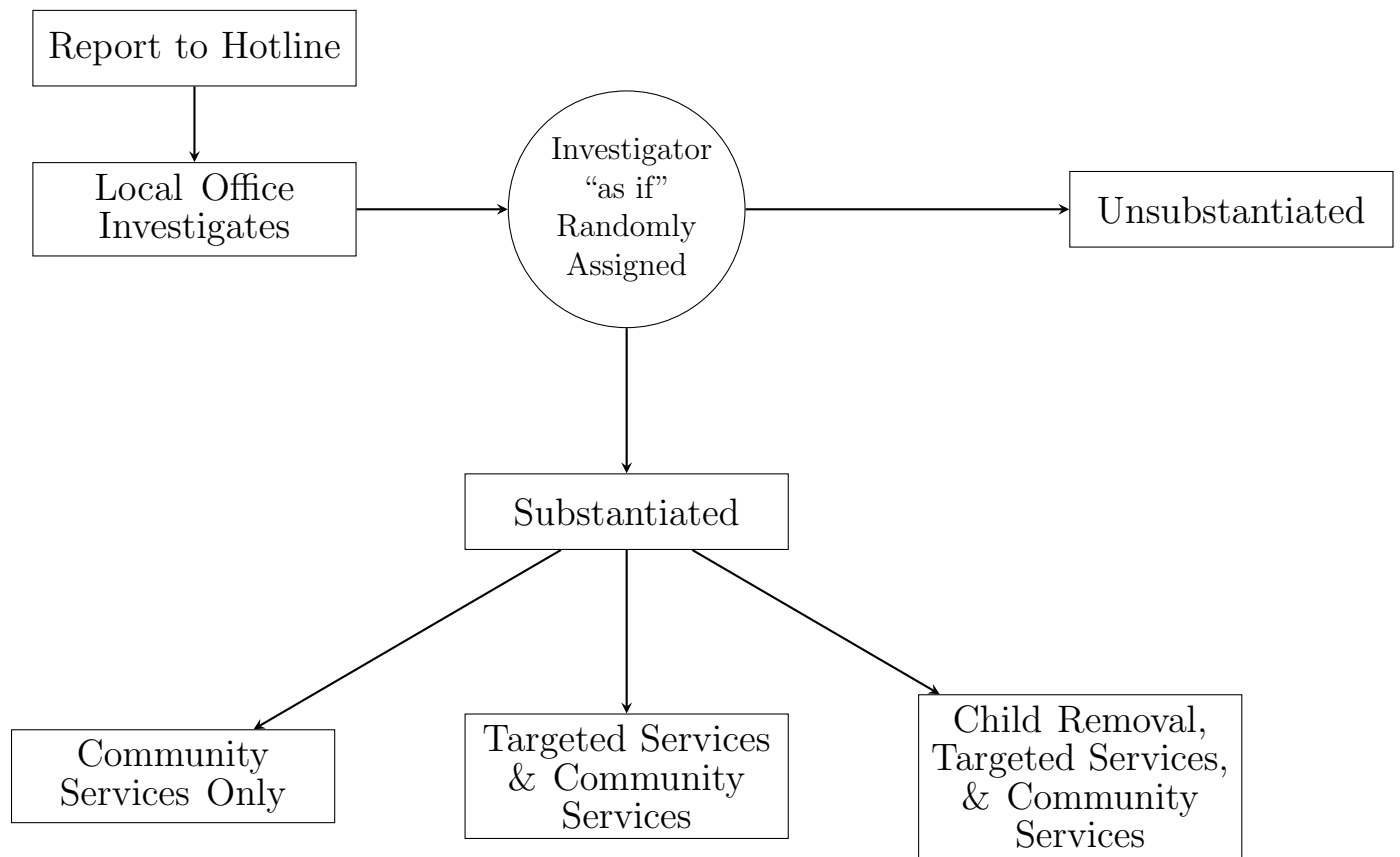 Report to Hotline
Local Office
Investigates
Investigator
“as if”
Randomly
Assigned
Unsubstantiated
Substantiated
Community
Services Only
Targeted Services
& Community
Services
Child Removal,
Targeted Services,
& Community
Services